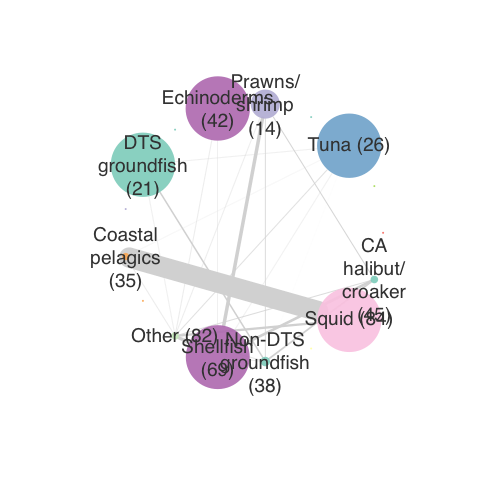 Prawns/
shrimp
(14)
Echinoderms
(42)
Tuna (26)
DTS
groundfish
(21)
Coastal
pelagics
(35)
CA
halibut/
croaker
(45)
Squid (84)
Other (82)
Shellfish
(69)
Non-DTS
groundfish
(38)